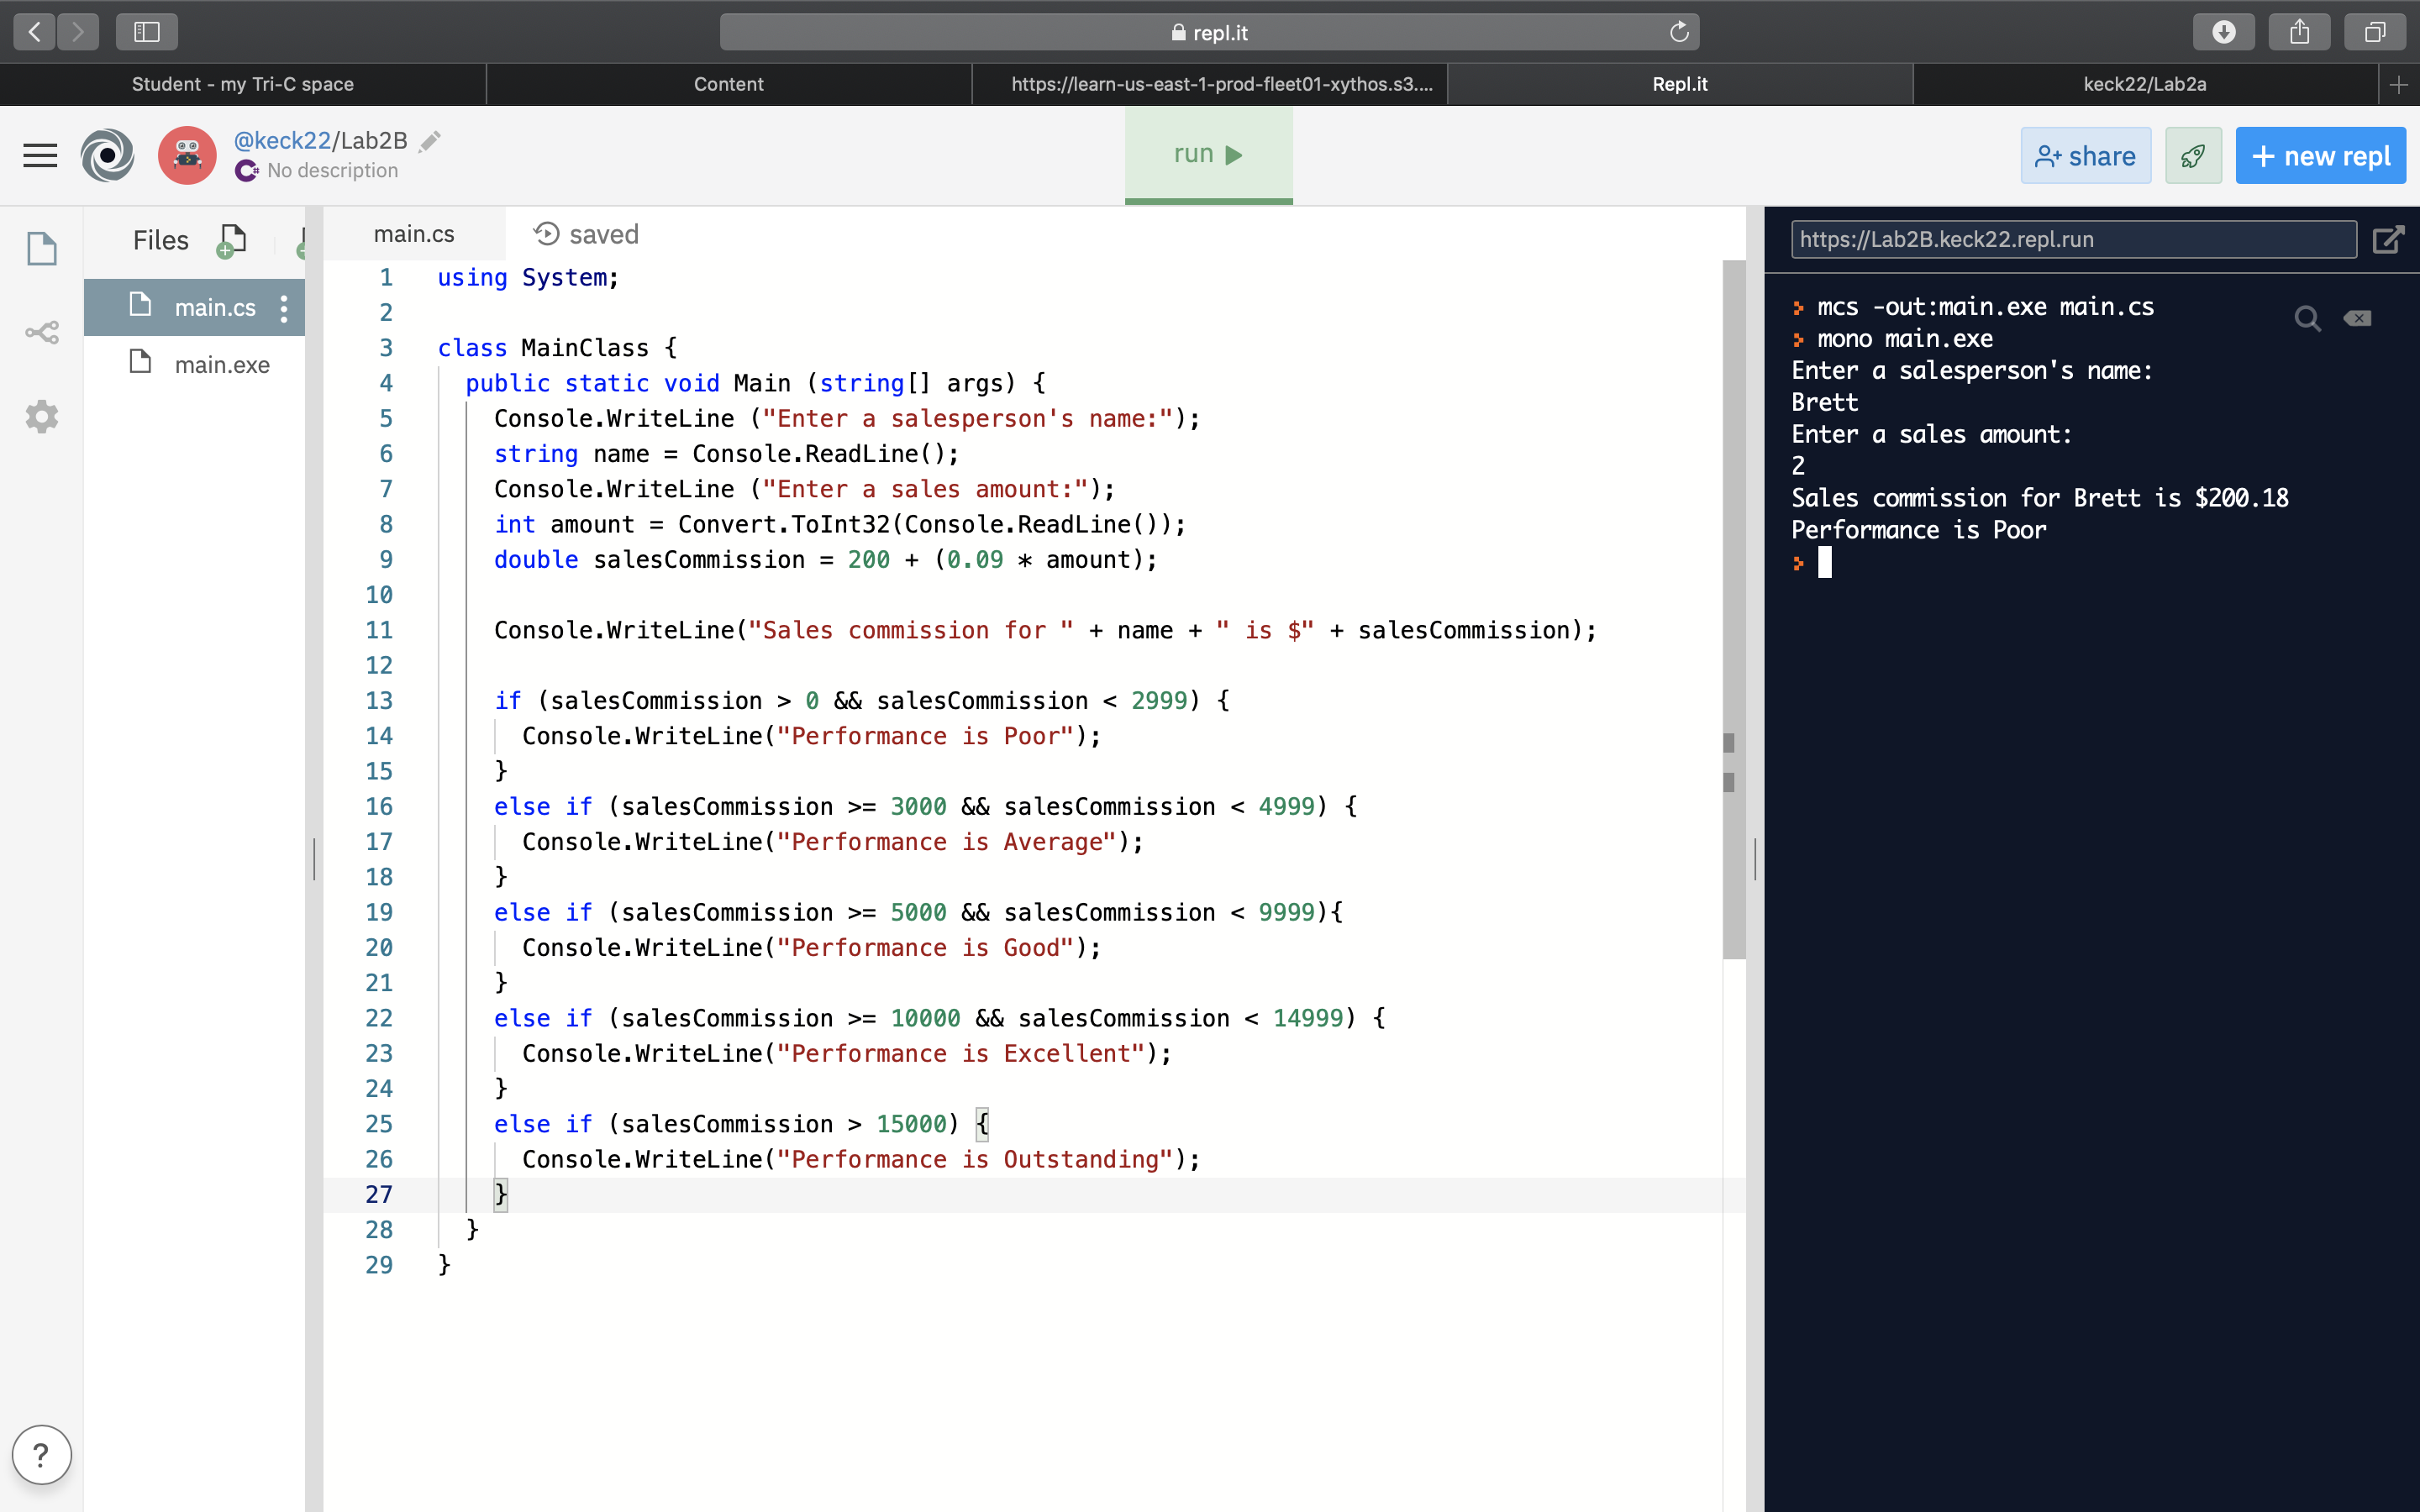 repl.it
Student - my Tri-C space
Content
https://learn-us-east-1-prod-fleet01-xythos.s3....
Repl.it
keck22/Lab2a
@keck22/Lab2B
No description
run
share
+ new repl
Files
main.cs
main.exe
main.cs
saved
1 using System;
2
3 class MainClass {
4 public static void Main (string[] args) {
5 Console.WriteLine ("Enter a salesperson's name:");
6 string name = Console.ReadLine();
7 Console.WriteLine ("Enter a sales amount:");
8 int amount = Convert.ToInt32(Console.ReadLine());
9 double salesCommission = 200 + (0.09 * amount);
10
11 Console.WriteLine("Sales commission for " + name + " is $" + salesCommission);
12
13 if (salesCommission > 0 && salesCommission < 2999) {
14 Console.WriteLine("Performance is Poor");
15 }
16 else if (salesCommission >= 3000 && salesCommission < 4999) {
17 Console.WriteLine("Performance is Average");
18 }
19 else if (salesCommission >= 5000 && salesCommission < 9999){
20 Console.WriteLine("Performance is Good");
21 }
22 else if (salesCommission >= 10000 && salesCommission < 14999) {
23 Console.WriteLine("Performance is Excellent");
24 }
25 else if (salesCommission > 15000) {
26 Console.WriteLine("Performance is Outstanding");
27 }
28 }
29 }
https://Lab2B.keck22.repl.run
mcs -out:main.exe main.cs
mono main.exe
Enter a salesperson's name:
Brett
Enter a sales amount:
2
Sales commission for Brett is $200.18
Performance is Poor
?